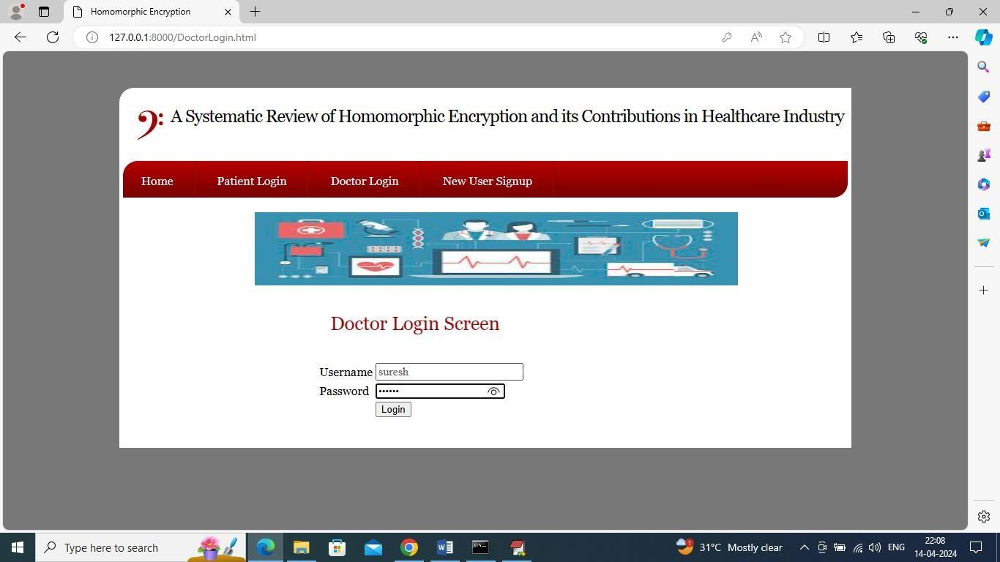 Homomorphic Encryption
127.0.0.1:8000/DoctorLogin.html
A Systematic Review of Homomorphic Encryption and its Contributions in Healthcare Industry
Home Patient Login Doctor Login New User Signup
Doctor Login Screen
Username suresh
Password ••••••
Login
Type here to search
1 31°C Mostly clear ENG 22:08
14-04-2024